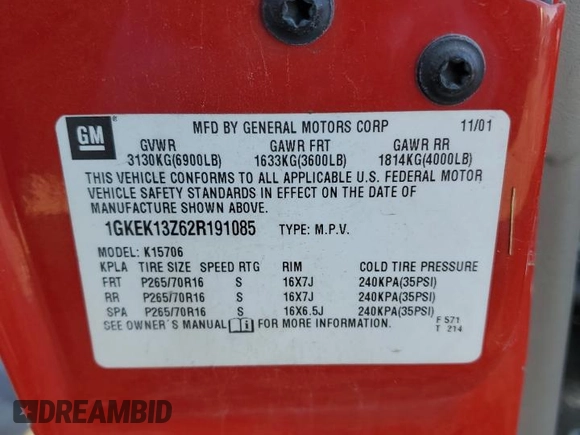 GM
®
MFD BY GENERAL MOTORS CORP 11/01
GVWR GAWR FRT GAWR RR
3130KG(6900LB) 1633KG(3600LB) 1814KG(4000LB)
THIS VEHICLE CONFORMS TO ALL APPLICABLE U.S. FEDERAL MOTOR
VEHICLE SAFETY STANDARDS IN EFFECT ON THE DATE OF
MANUFACTURE SHOWN ABOVE.
1GKEK13Z62R191085 TYPE: M.P.V.
MODEL: K15706
KPLA TIRE SIZE SPEED RTG RIM COLD TIRE PRESSURE
FRT P265/70R16 S 16X7J 240KPA(35PSI)
RR P265/70R16 S 16X7J 240KPA(35PSI)
SPA P265/70R16 S 16X6.5J 240KPA(35PSI)
SEE OWNER'S MANUAL i FOR MORE INFORMATION.
F 571
T 214
DREAMBID